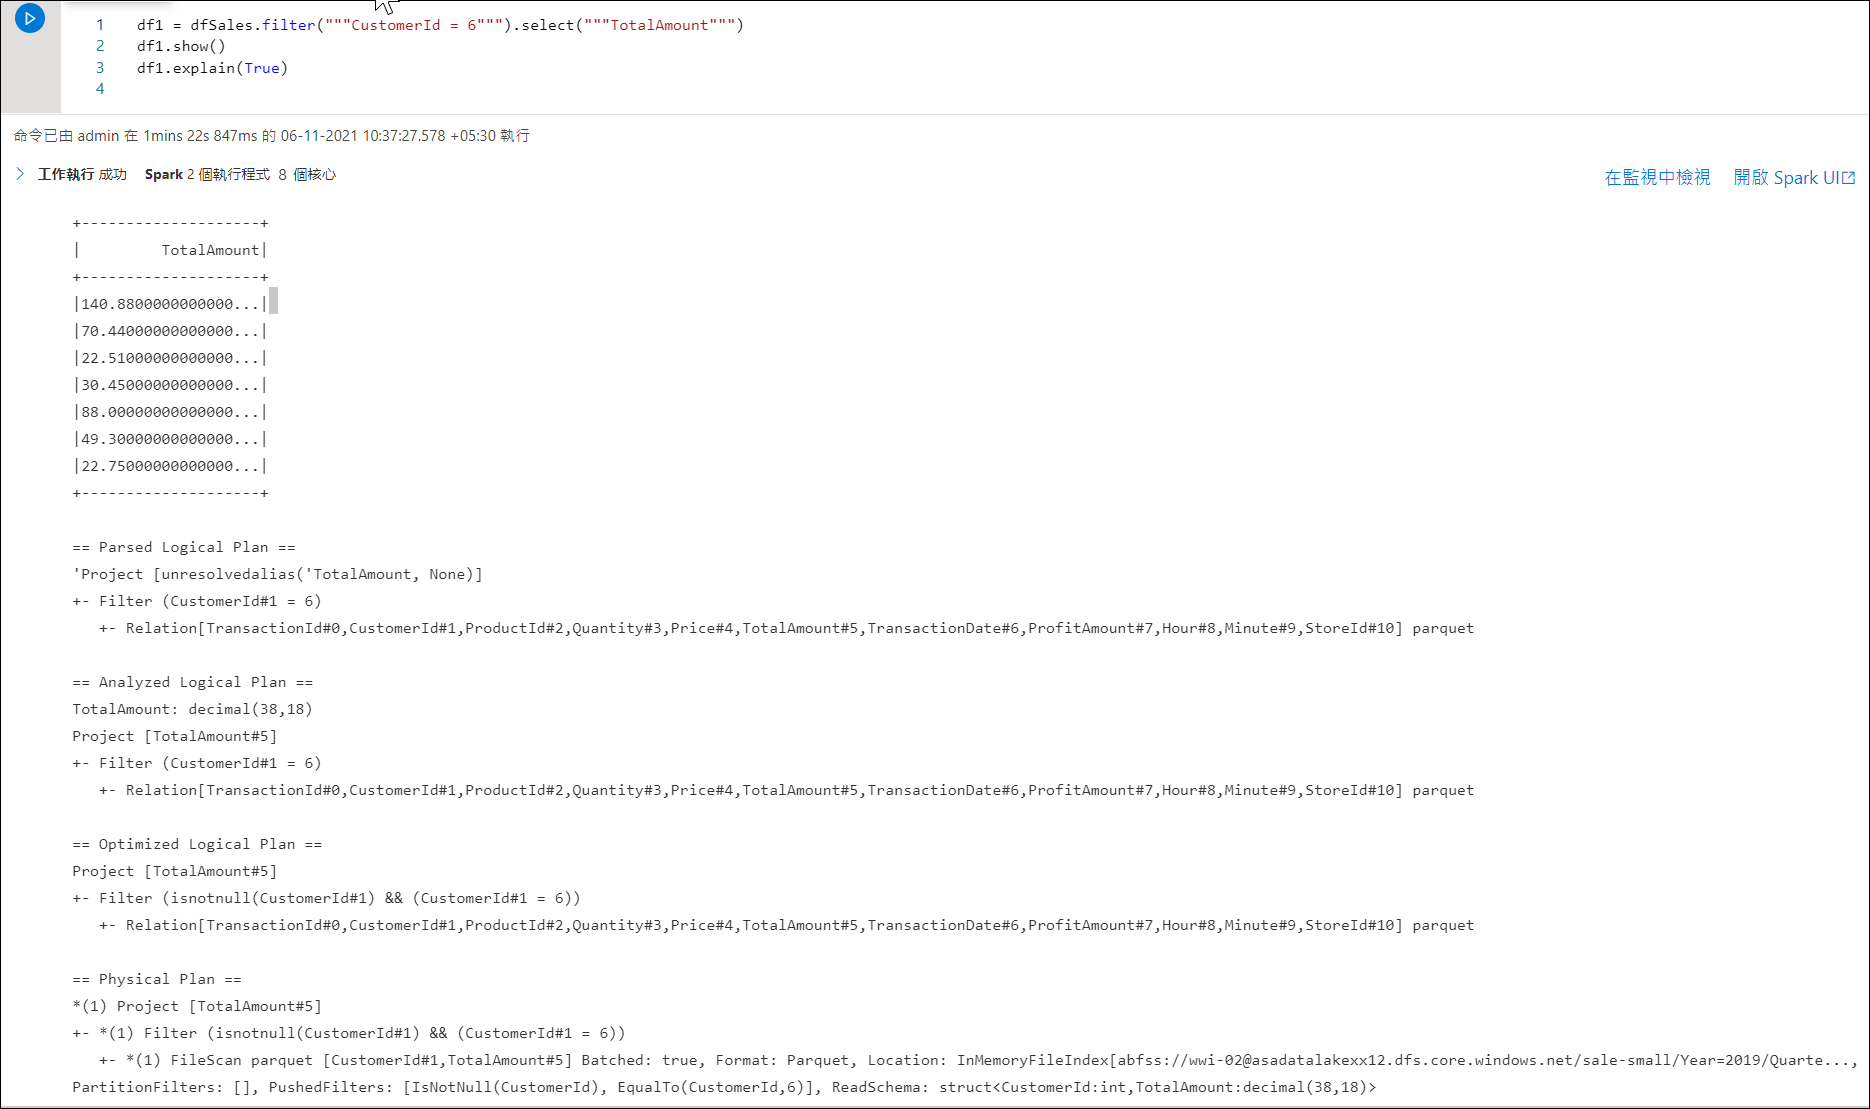 1 df1 = dfSales.filter("""CustomerId = 6""").select("""TotalAmount""")
2 df1.show()
3 df1.explain(True)
4
命令已由 admin 在 1mins 22s 847ms 的 06-11-2021 10:37:27.578 +05:30 執行
工作執行 成功 Spark 2 個執行程式 8 個核心 在監視中檢視 開啟 Spark UI
+--------------------+
|         TotalAmount|
+--------------------+
|140.8800000000000...|
|70.44000000000000...|
|22.51000000000000...|
|30.45000000000000...|
|88.00000000000000...|
|49.30000000000000...|
|22.75000000000000...|
+--------------------+
== Parsed Logical Plan ==
'Project [unresolvedalias('TotalAmount, None)]
+- Filter (CustomerId#1 = 6)
   +- Relation[TransactionId#0,CustomerId#1,ProductId#2,Quantity#3,Price#4,TotalAmount#5,TransactionDate#6,ProfitAmount#7,Hour#8,Minute#9,StoreId#10] parquet
== Analyzed Logical Plan ==
TotalAmount: decimal(38,18)
Project [TotalAmount#5]
+- Filter (CustomerId#1 = 6)
   +- Relation[TransactionId#0,CustomerId#1,ProductId#2,Quantity#3,Price#4,TotalAmount#5,TransactionDate#6,ProfitAmount#7,Hour#8,Minute#9,StoreId#10] parquet
== Optimized Logical Plan ==
Project [TotalAmount#5]
+- Filter (isnotnull(CustomerId#1) && (CustomerId#1 = 6))
   +- Relation[TransactionId#0,CustomerId#1,ProductId#2,Quantity#3,Price#4,TotalAmount#5,TransactionDate#6,ProfitAmount#7,Hour#8,Minute#9,StoreId#10] parquet
== Physical Plan ==
*(1) Project [TotalAmount#5]
+- *(1) Filter (isnotnull(CustomerId#1) && (CustomerId#1 = 6))
   +- *(1) FileScan parquet [CustomerId#1,TotalAmount#5] Batched: true, Format: Parquet, Location: InMemoryFileIndex[abfss://wwi-02@asadatalakexx12.dfs.core.windows.net/sale-small/Year=2019/Quarte...,
PartitionFilters: [], PushedFilters: [IsNotNull(CustomerId), EqualTo(CustomerId,6)], ReadSchema: struct<CustomerId:int,TotalAmount:decimal(38,18)>